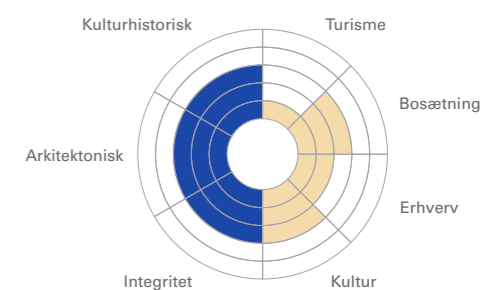 Kulturhistorisk
Turisme
Bosætning
Arkitektonisk
Erhverv
Integritet
Kultur